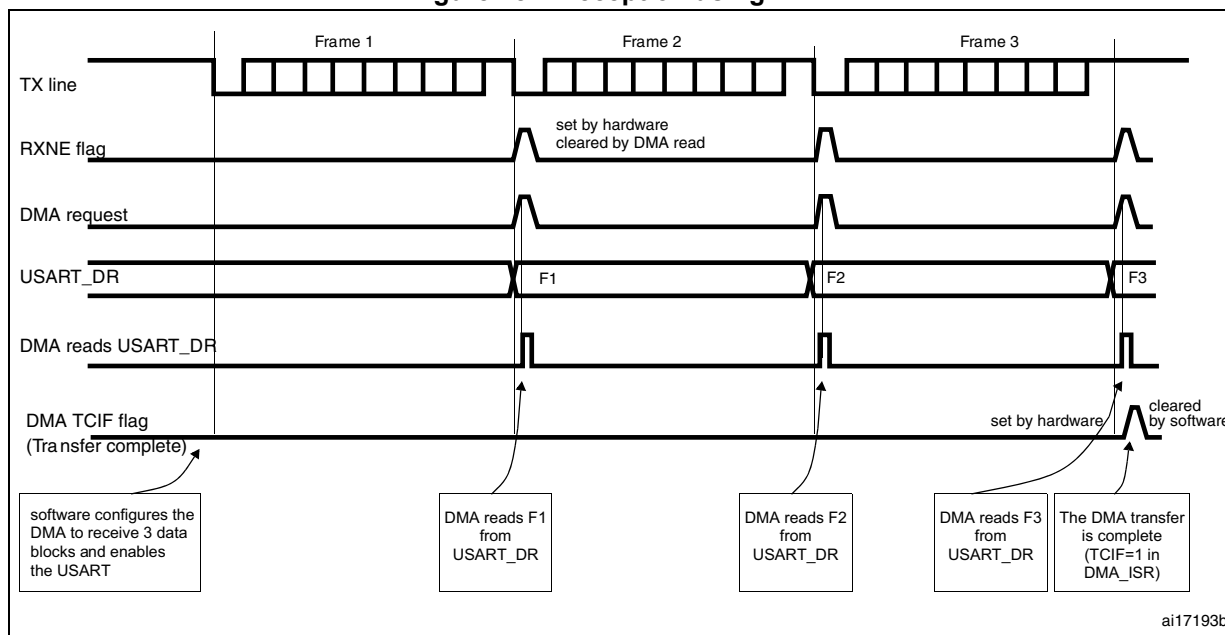 Frame 1 Frame 2 Frame 3
TX line
set by hardware
cleared by DMA read
RXNE flag
DMA request
USART_DR
F1 F2 F3
DMA reads USART_DR
DMA TCIF flag
(Transfer complete)
set by hardware
cleared
by software
software configures the
DMA to receive 3 data
blocks and enables
the USART
DMA reads F1
from
USART_DR
DMA reads F2
from
USART_DR
DMA reads F3
from
USART_DR
The DMA transfer
is complete
(TCIF=1 in
DMA_ISR)
ai17193b